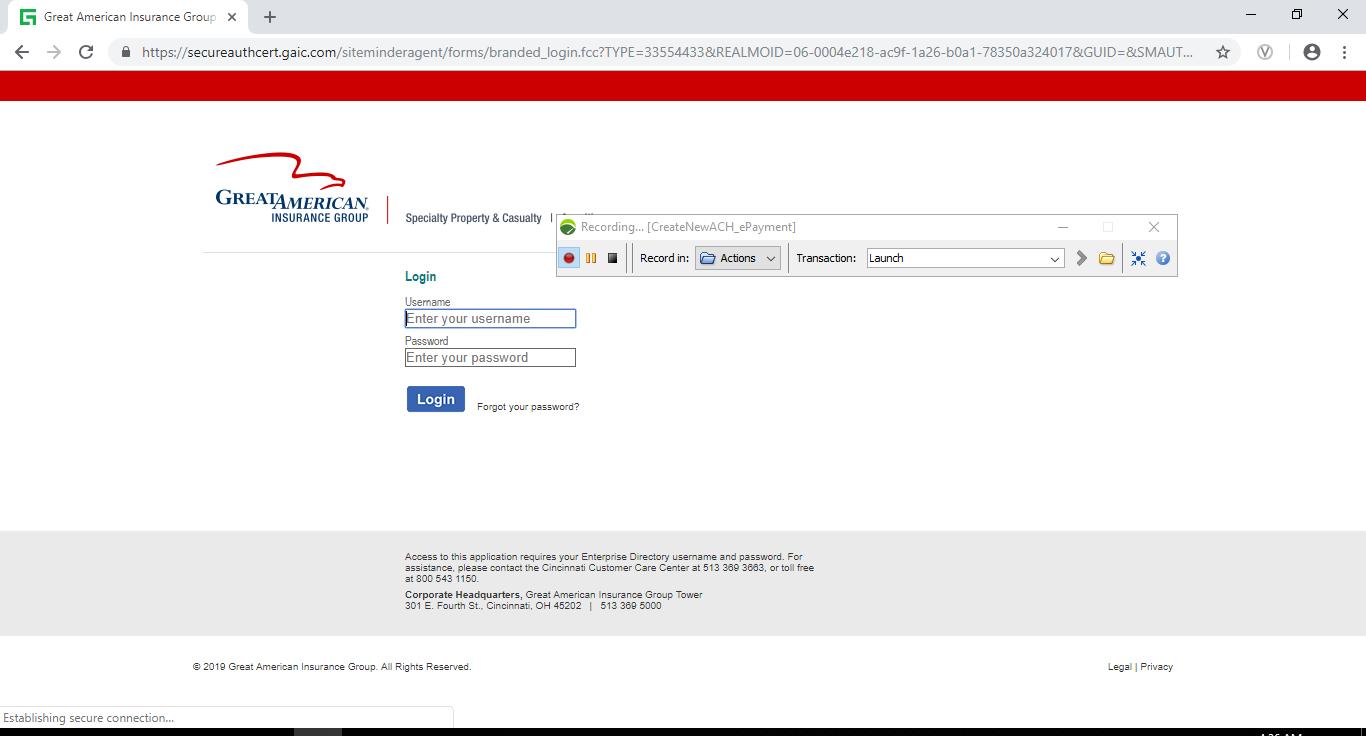 Great American Insurance Group
https://secureauthcert.gaic.com/siteminderagent/forms/branded_login.fcc?TYPE=33554433&REALMOID=06-0004e218-ac9f-1a26-b0a1-78350a324017&GUID=&SMAUT...
GREATAMERICAN
INSURANCE GROUP
Specialty Property & Casualty |
Recording... [CreateNewACH_ePayment]
Record in: Actions Transaction: Launch
Login
Username
Enter your username
Password
Enter your password
Login Forgot your password?
Access to this application requires your Enterprise Directory username and password. For
assistance, please contact the Cincinnati Customer Care Center at 513 369 3663, or toll free
at 800 543 1150.
Corporate Headquarters, Great American Insurance Group Tower
301 E. Fourth St., Cincinnati, OH 45202 | 513 369 5000
© 2019 Great American Insurance Group. All Rights Reserved. Legal | Privacy
Establishing secure connection...